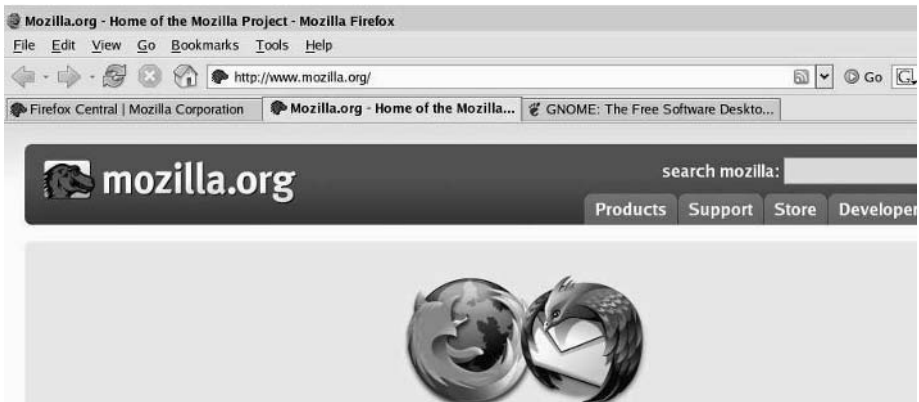 Mozilla.org - Home of the Mozilla Project - Mozilla Firefox
File Edit View Go Bookmarks Tools Help
http://www.mozilla.org/ Go G
Firefox Central | Mozilla Corporation Mozilla.org - Home of the Mozilla... GNOME: The Free Software Deskto...
mozilla.org
search mozilla:
Products Support Store Developer